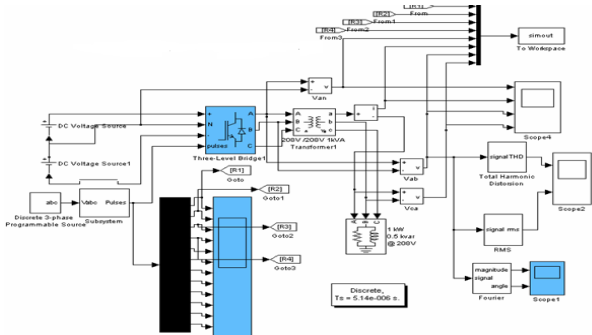 [R1]
[R2]
From
[R3]
From1
[R4]
From2
From3
simout
To Workspace
+
-
v
Van
Scope4
DC Voltage Source
+
N
-
pulses
A
B
C
Three-Level Bridge1
A
B
C
a
b
c
208V /208V 1kVA
Transformer1
+
-
i
DC Voltage Source1
+
-
v
Vab
signal THD
Total Harmonic
Distorsion
Scope2
abc
Discrete 3-phase
Programmable Source
Vabc
Pulses
Subsystem
[R1]
Goto
[R2]
Goto1
+
-
v
Vca
[R3]
Goto2
A
B
C
1 kW
0.5 kvar
@ 208V
signal rms
RMS
[R4]
Goto3
magnitude
signal
angle
Fourier
Scope1
Discrete,
Ts = 5.14e-006 s.